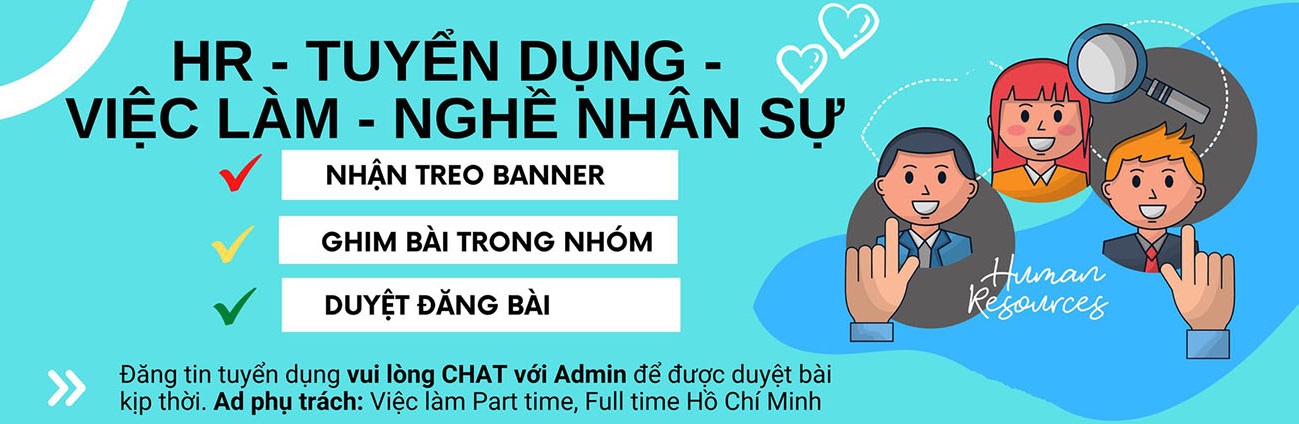 HR - TUYỂN DỤNG -
VIỆC LÀM - NGHỀ NHÂN SỰ
NHẬN TREO BANNER
GHIM BÀI TRONG NHÓM
DUYỆT ĐĂNG BÀI
Human
Resources
Đăng tin tuyển dụng vui lòng CHAT với Admin để được duyệt bài
kịp thời. Ad phụ trách: Việc làm Part time, Full time Hồ Chí Minh